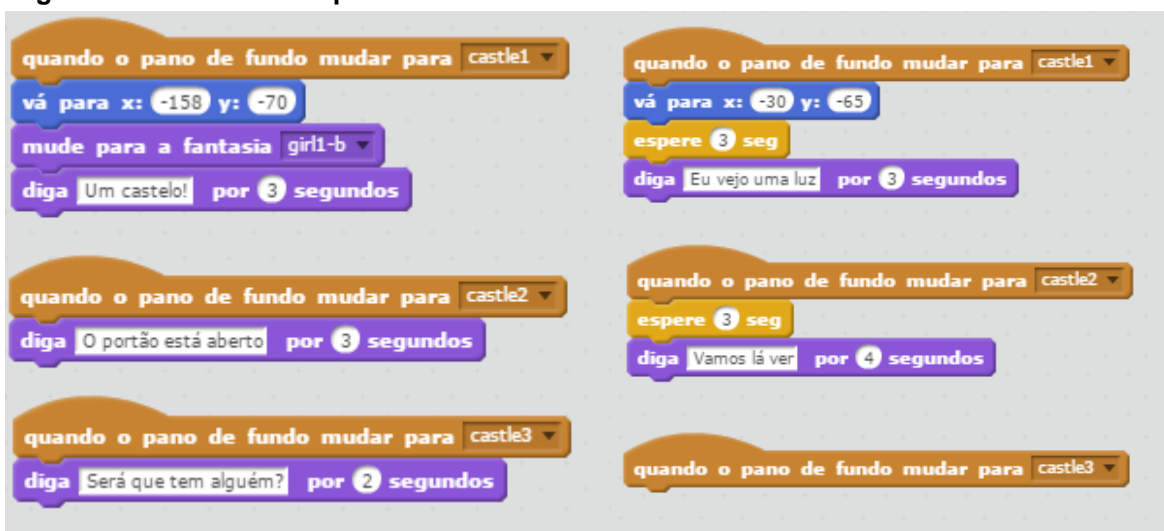 quando o pano de fundo mudar para castle1
vá para x: -158 y: -70
mude para a fantasia girl1-b
diga Um castelo! por 3 segundos
quando o pano de fundo mudar para castle2
diga O portão está aberto por 3 segundos
quando o pano de fundo mudar para castle3
diga Será que tem alguém? por 2 segundos
quando o pano de fundo mudar para castle1
vá para x: -30 y: -65
espere 3 seg
diga Eu vejo uma luz por 3 segundos
quando o pano de fundo mudar para castle2
espere 3 seg
diga Vamos lá ver por 4 segundos
quando o pano de fundo mudar para castle3